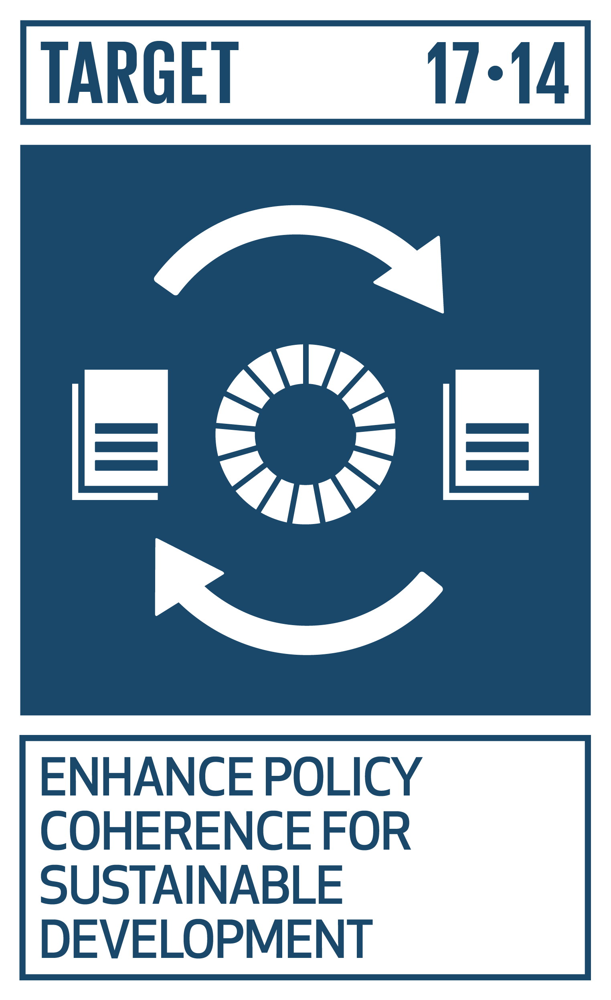 TARGET 17·14
ENHANCE POLICY
COHERENCE FOR
SUSTAINABLE
DEVELOPMENT